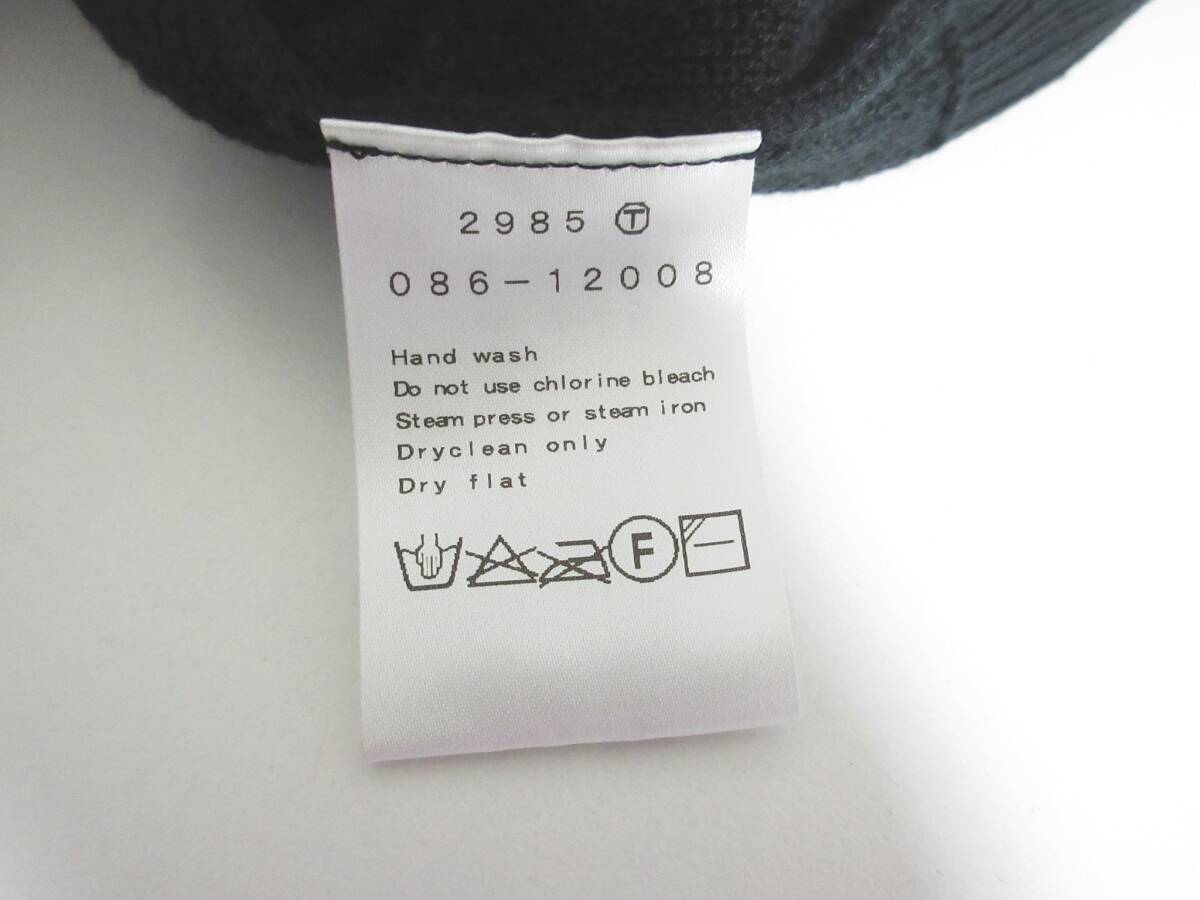 2985 Ⓣ
086-12008
Hand wash
Do not use chlorine bleach
Steam press or steam iron
Dryclean only
Dry flat
F